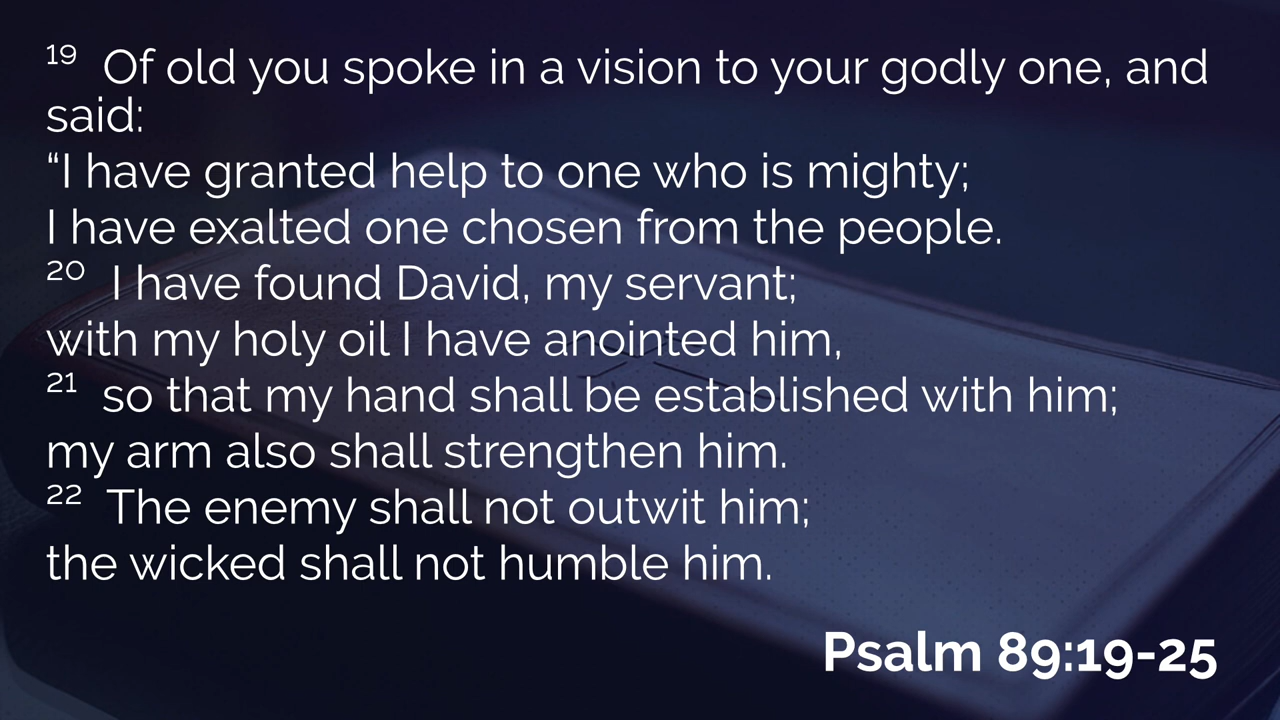 19 Of old you spoke in a vision to your godly one, and
said:
“I have granted help to one who is mighty;
I have exalted one chosen from the people.
20 I have found David, my servant;
with my holy oil I have anointed him,
21 so that my hand shall be established with him;
my arm also shall strengthen him.
22 The enemy shall not outwit him;
the wicked shall not humble him.
Psalm 89:19-25